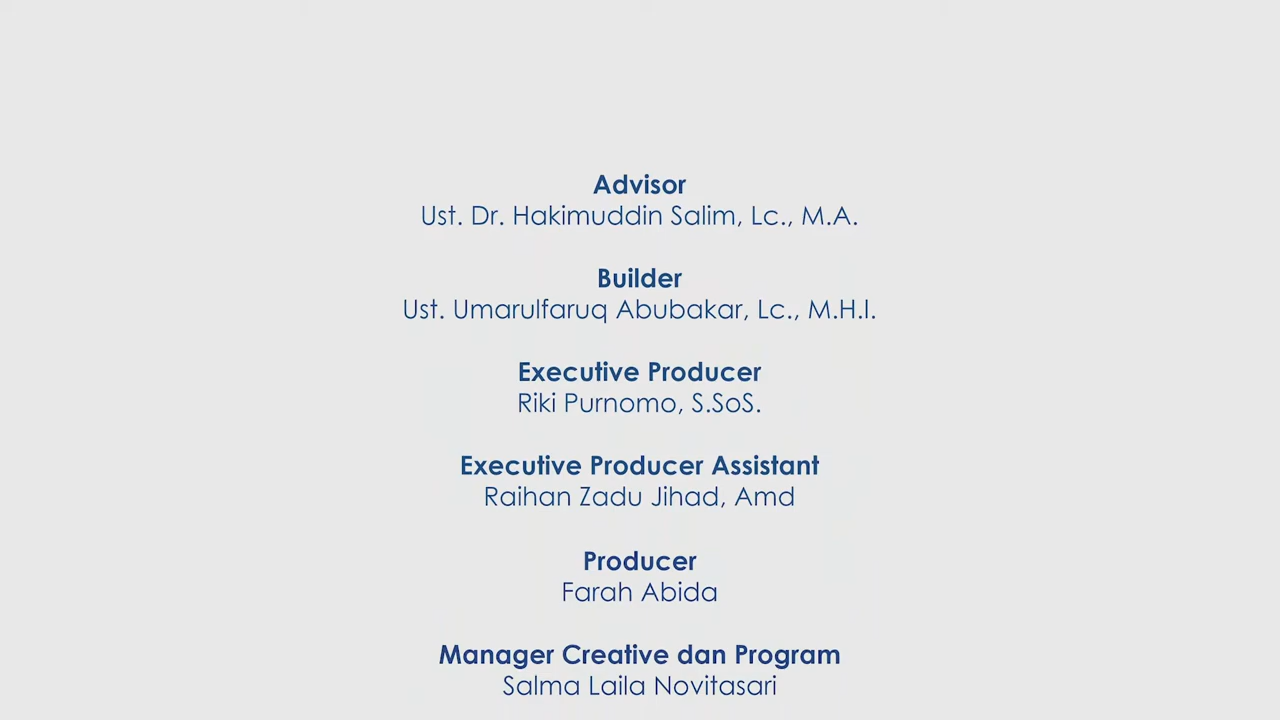 Advisor
Ust. Dr. Hakimuddin Salim, Lc., M.A.
Builder
Ust. Umarulfaruq Abubakar, Lc., M.H.I.
Executive Producer
Riki Purnomo, S.SoS.
Executive Producer Assistant
Raihan Zadu Jihad, Amd
Producer
Farah Abida
Manager Creative dan Program
Salma Laila Novitasari